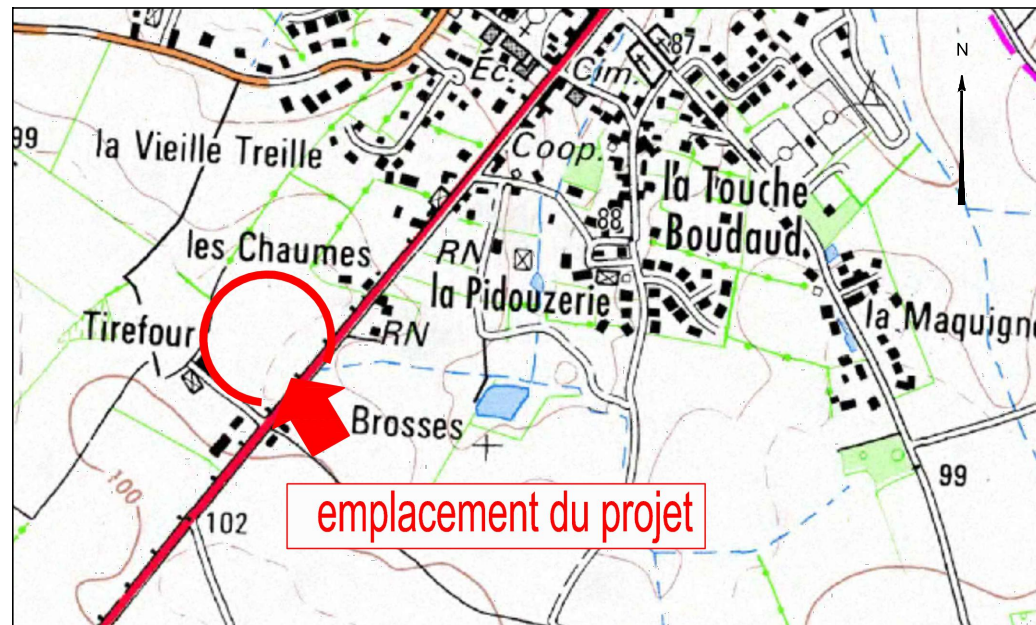 87
N
Ec.
Cim.
99
la Vieille Treille
Coop.
la Touche
Boudaud
88
les Chaumes
RN
la Pidouzerie
Tirefour
RN
la Maquign
Brosses
100
99
emplacement du projet
102